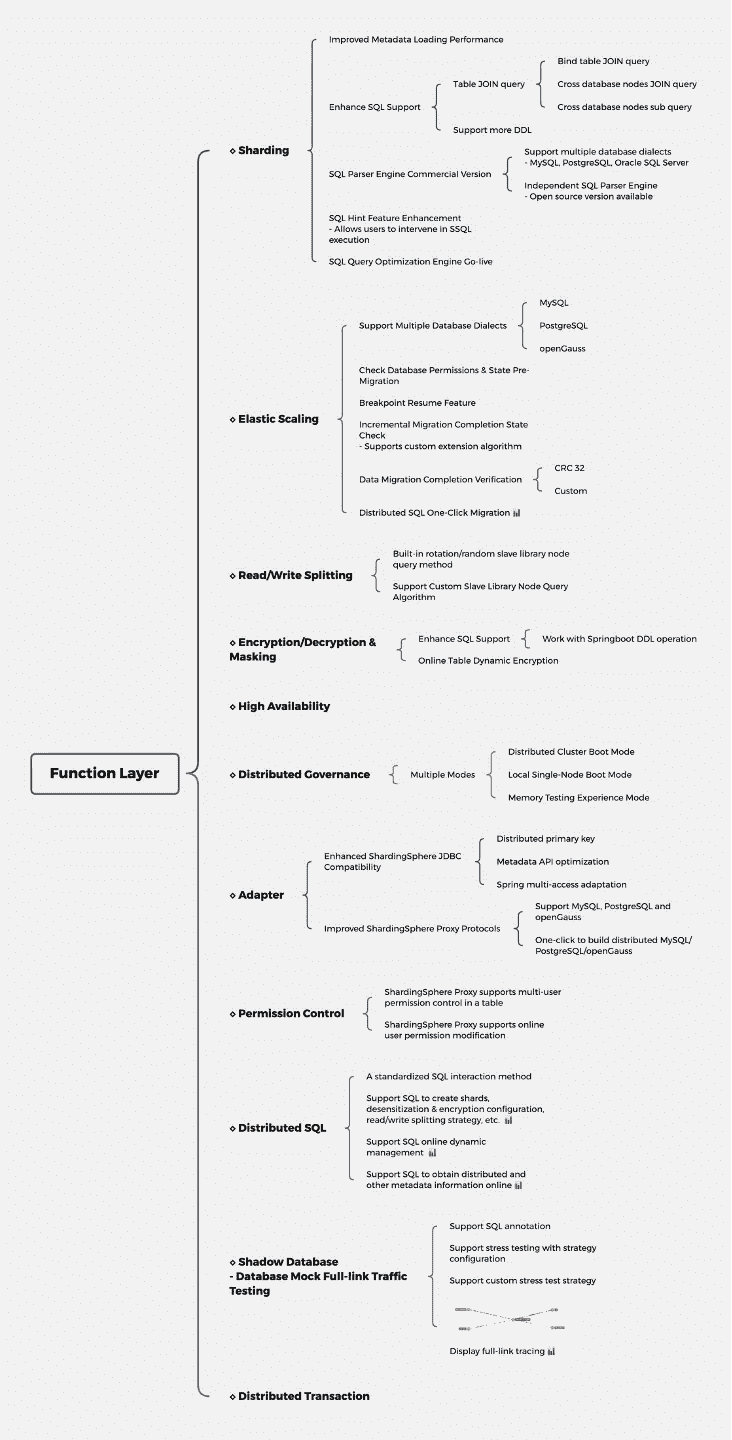 Improved Metadata Loading Performance
Bind table JOIN query
Table JOIN query
Cross database nodes JOIN query
Enhance SQL Support
Cross database nodes sub query
Support more DDL
◇ Sharding
Support multiple database dialects
- MySQL, PostgreSQL, Oracle SQL Server
SQL Parser Engine Commercial Version
Independent SQL Parser Engine
- Open source version available
SQL Hint Feature Enhancement
- Allows users to intervene in SSQL
execution
SQL Query Optimization Engine Go-live
MySQL
Support Multiple Database Dialects
PostgreSQL
openGauss
Check Database Permissions & State Pre-
Migration
Breakpoint Resume Feature
◇ Elastic Scaling
Incremental Migration Completion State
Check
- Supports custom extension algorithm
CRC 32
Data Migration Completion Verification
Custom
Distributed SQL One-Click Migration
Built-in rotation/random slave library node
query method
◇ Read/Write Splitting
Support Custom Slave Library Node Query
Algorithm
◇ Encryption/Decryption &
Masking
Enhance SQL Support
Work with Springboot DDL operation
Online Table Dynamic Encryption
◇ High Availability
Function Layer
◇ Distributed Governance
Multiple Modes
Distributed Cluster Boot Mode
Local Single-Node Boot Mode
Memory Testing Experience Mode
Enhanced ShardingSphere JDBC
Compatibility
Distributed primary key
Metadata API optimization
Spring multi-access adaptation
◇ Adapter
Improved ShardingSphere Proxy Protocols
Support MySQL, PostgreSQL and
openGauss
One-click to build distributed MySQL/
PostgreSQL/openGauss
ShardingSphere Proxy supports multi-user
permission control in a table
◇ Permission Control
ShardingSphere Proxy supports online
user permission modification
A standardized SQL interaction method
Support SQL to create shards,
desensitization & encryption configuration,
read/write splitting strategy, etc.
◇ Distributed SQL
Support SQL online dynamic
management
Support SQL to obtain distributed and
other metadata information online
Support SQL annotation
Support stress testing with strategy
configuration
◇ Shadow Database
- Database Mock Full-link Traffic
Testing
Support custom stress test strategy
Display full-link tracing
◇ Distributed Transaction